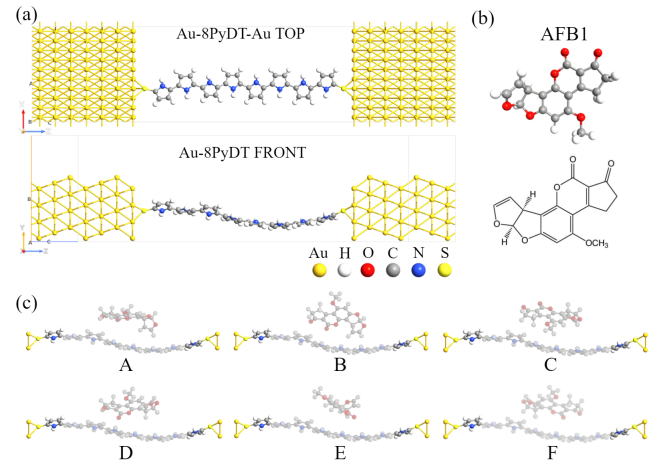 (a)
Au-8PyDT-Au TOP
A
B
C
X
Z
Au-8PyDT FRONT
B
A
C
Y
X
Z
Au H O C N S
(b)
AFB1
O
O
O
H
O
H
O
OCH3
(c)
A B C
D E F